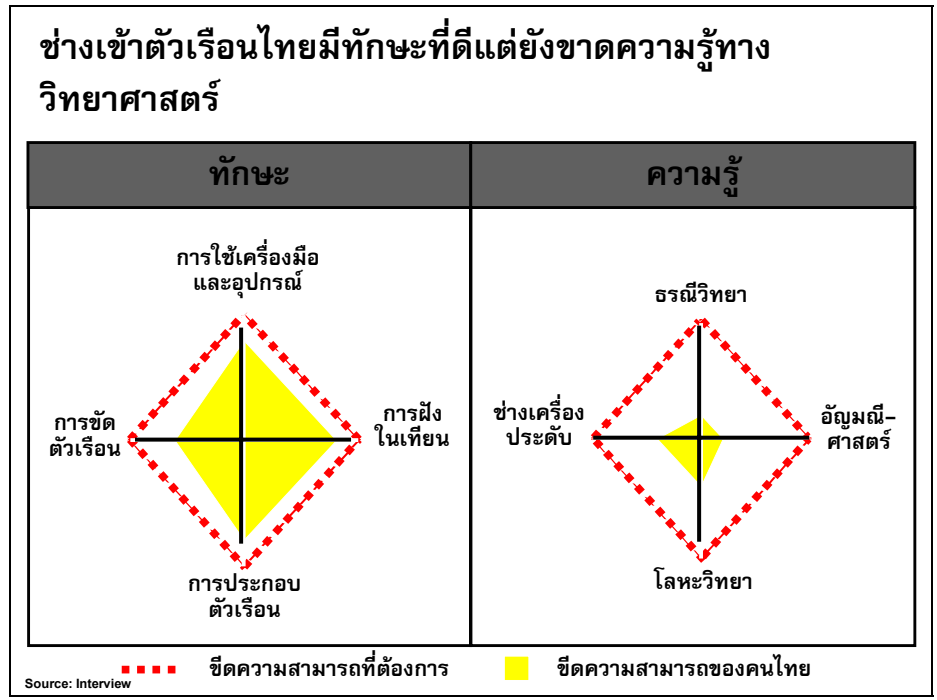 ช่างเข้าตัวเรือนไทยมีทักษะที่ดีแต่ยังขาดความรู้ทาง
วิทยาศาสตร์
ทักษะ
ความรู้
การใช้เครื่องมือ
และอุปกรณ์
การขัด
ตัวเรือน
การฝัง
ในเทียน
การประกอบ
ตัวเรือน
ธรณีวิทยา
ช่างเครื่อง
ประดับ
อัญมณี-
ศาสตร์
โลหะวิทยา
ขีดความสามารถที่ต้องการ
ขีดความสามารถของคนไทย
Source: Interview